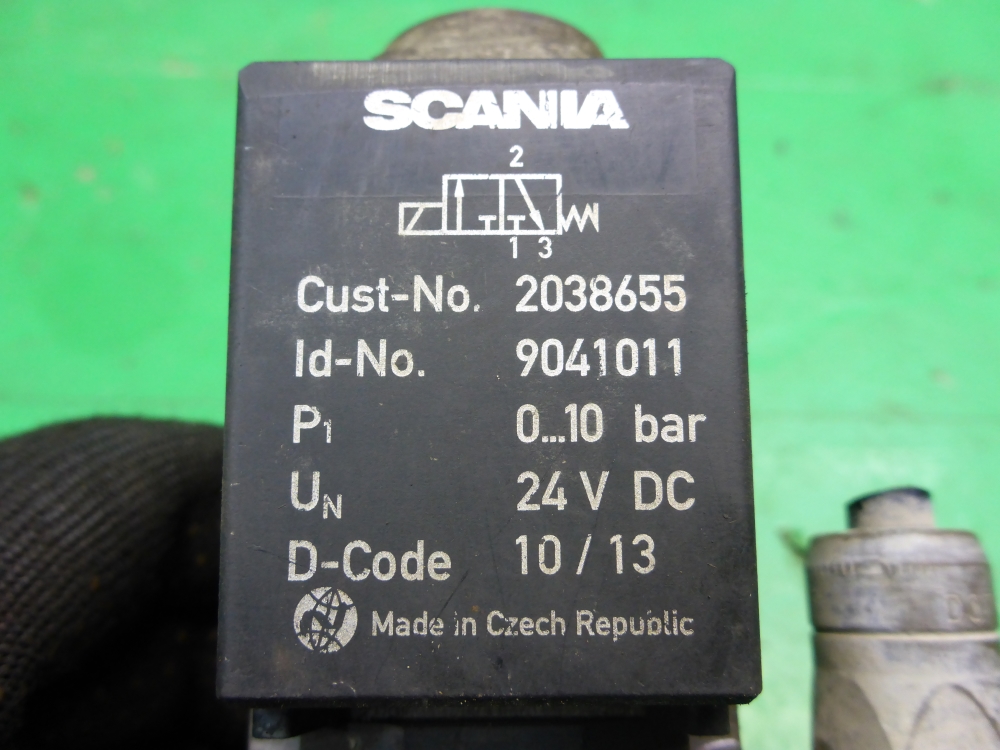 SCANIA
2
1 3
Cust-No. 2038655
Id-No. 9041011
P1 0...10 bar
UN 24 V DC
D-Code 10 / 13
Made in Czech Republic